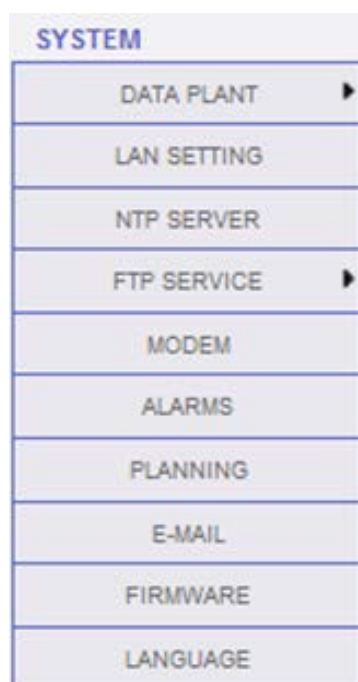 SYSTEM
DATA PLANT
LAN SETTING
NTP SERVER
FTP SERVICE
MODEM
ALARMS
PLANNING
E-MAIL
FIRMWARE
LANGUAGE